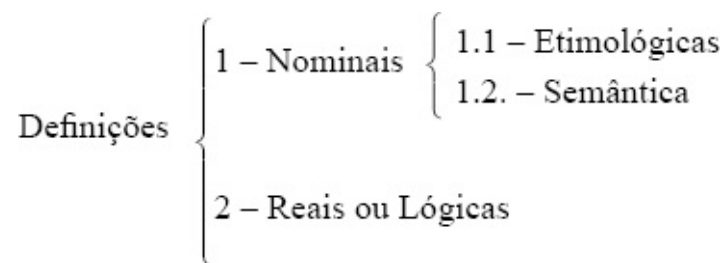 1 – Nominais
1.1 – Etimológicas
1.2. – Semântica
Definições
2 – Reais ou Lógicas